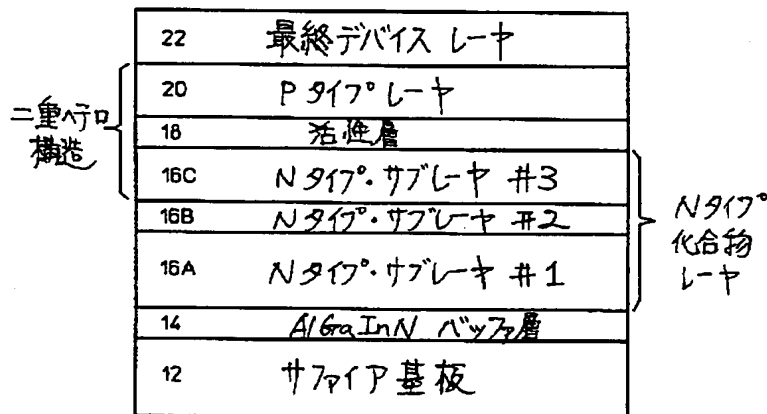 22 最終デバイス レーヤ
20 Pタイプ レーヤ
18 活性層
16C Nタイプ・サブレーヤ #3
16B Nタイプ・サブレーヤ #2
16A Nタイプ・サブレーヤ #1
14 AlGaInN バッファ層
12 サファイア基板
二重ヘテロ
構造
Nタイプ
化合物
レーヤ